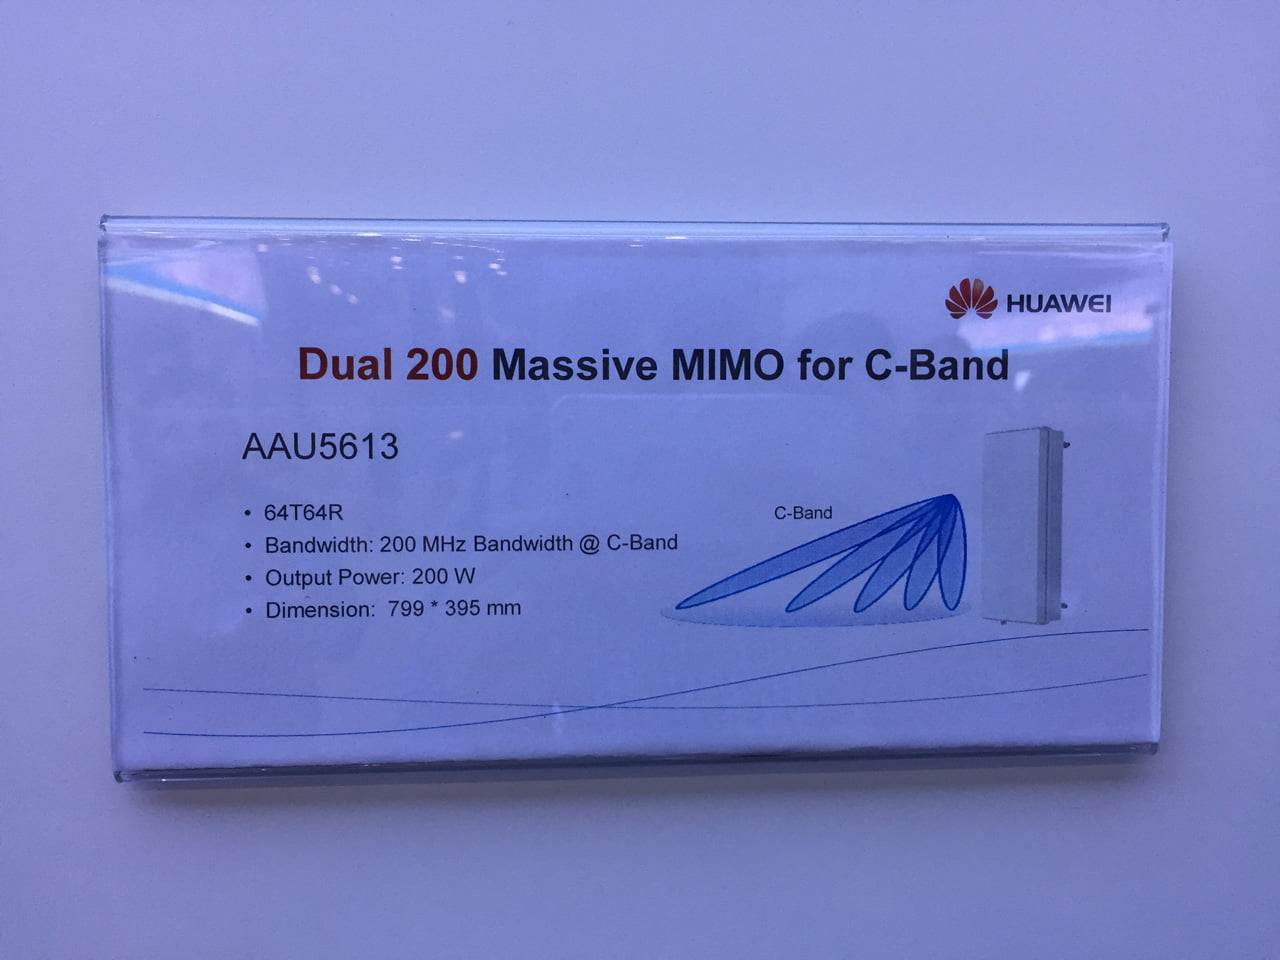 HUAWEI
Dual 200 Massive MIMO for C-Band
AAU5613
• 64T64R
• Bandwidth: 200 MHz Bandwidth @ C-Band
• Output Power: 200 W
• Dimension: 799 * 395 mm
C-Band